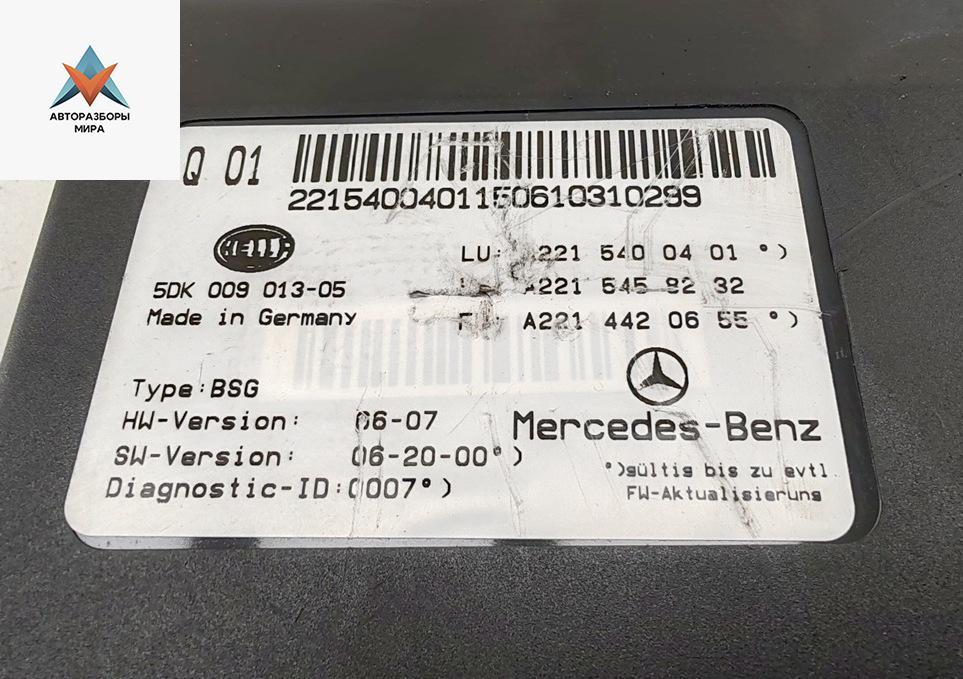 АВТОРАЗБОРЫ
МИРА
Q 01
2215400401150610310299
HELLA
LU: A221 540 04 01 °)
5DK 009 013-05
A221 545 82 32
Made in Germany
A221 442 06 55 °)
Type:BSG
HW-Version: 06-07
Mercedes-Benz
SW-Version: 06-20-00°)
Diagnostic-ID:0007°)
°)gültig bis zu evtl
FW-Aktualisierung